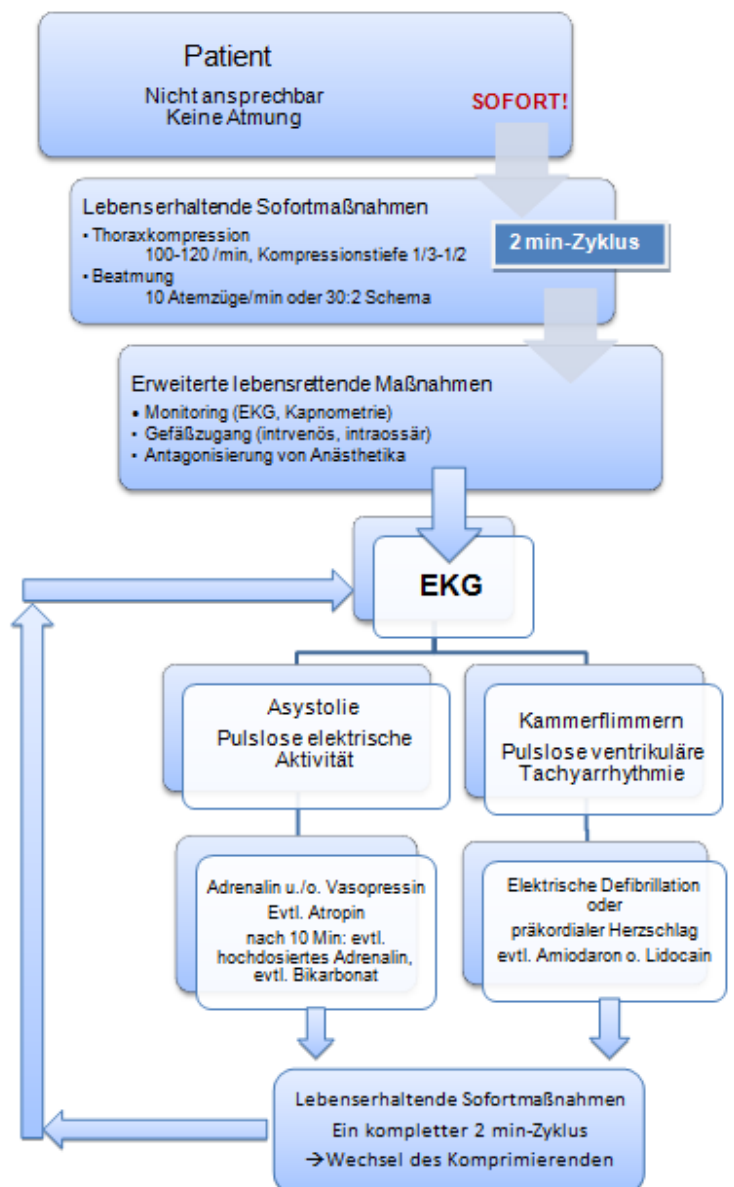 Patient
Nicht ansprechbar
Keine Atmung
SOFORT!
Lebenserhaltende Sofortmaßnahmen
• Thoraxkompression
100-120 /min, Kompressionstiefe 1/3-1/2
• Beatmung
10 Atemzüge/min oder 30:2 Schema
2 min-Zyklus
Erweiterte lebensrettende Maßnahmen
• Monitoring (EKG, Kapnometrie)
• Gefäßzugang (intrvenös, intraossär)
• Antagonisierung von Anästhetika
EKG
Asystolie
Pulslose elektrische
Aktivität
Kammerflimmern
Pulslose ventrikuläre
Tachyarrhythmie
Adrenalin u./o. Vasopressin
Evtl. Atropin
nach 10 Min: evtl.
hochdosiertes Adrenalin,
evtl. Bikarbonat
Elektrische Defibrillation
oder
präkordialer Herzschlag
evtl. Amiodaron o. Lidocain
Lebenserhaltende Sofortmaßnahmen
Ein kompletter 2 min-Zyklus
→Wechsel des Komprimierenden